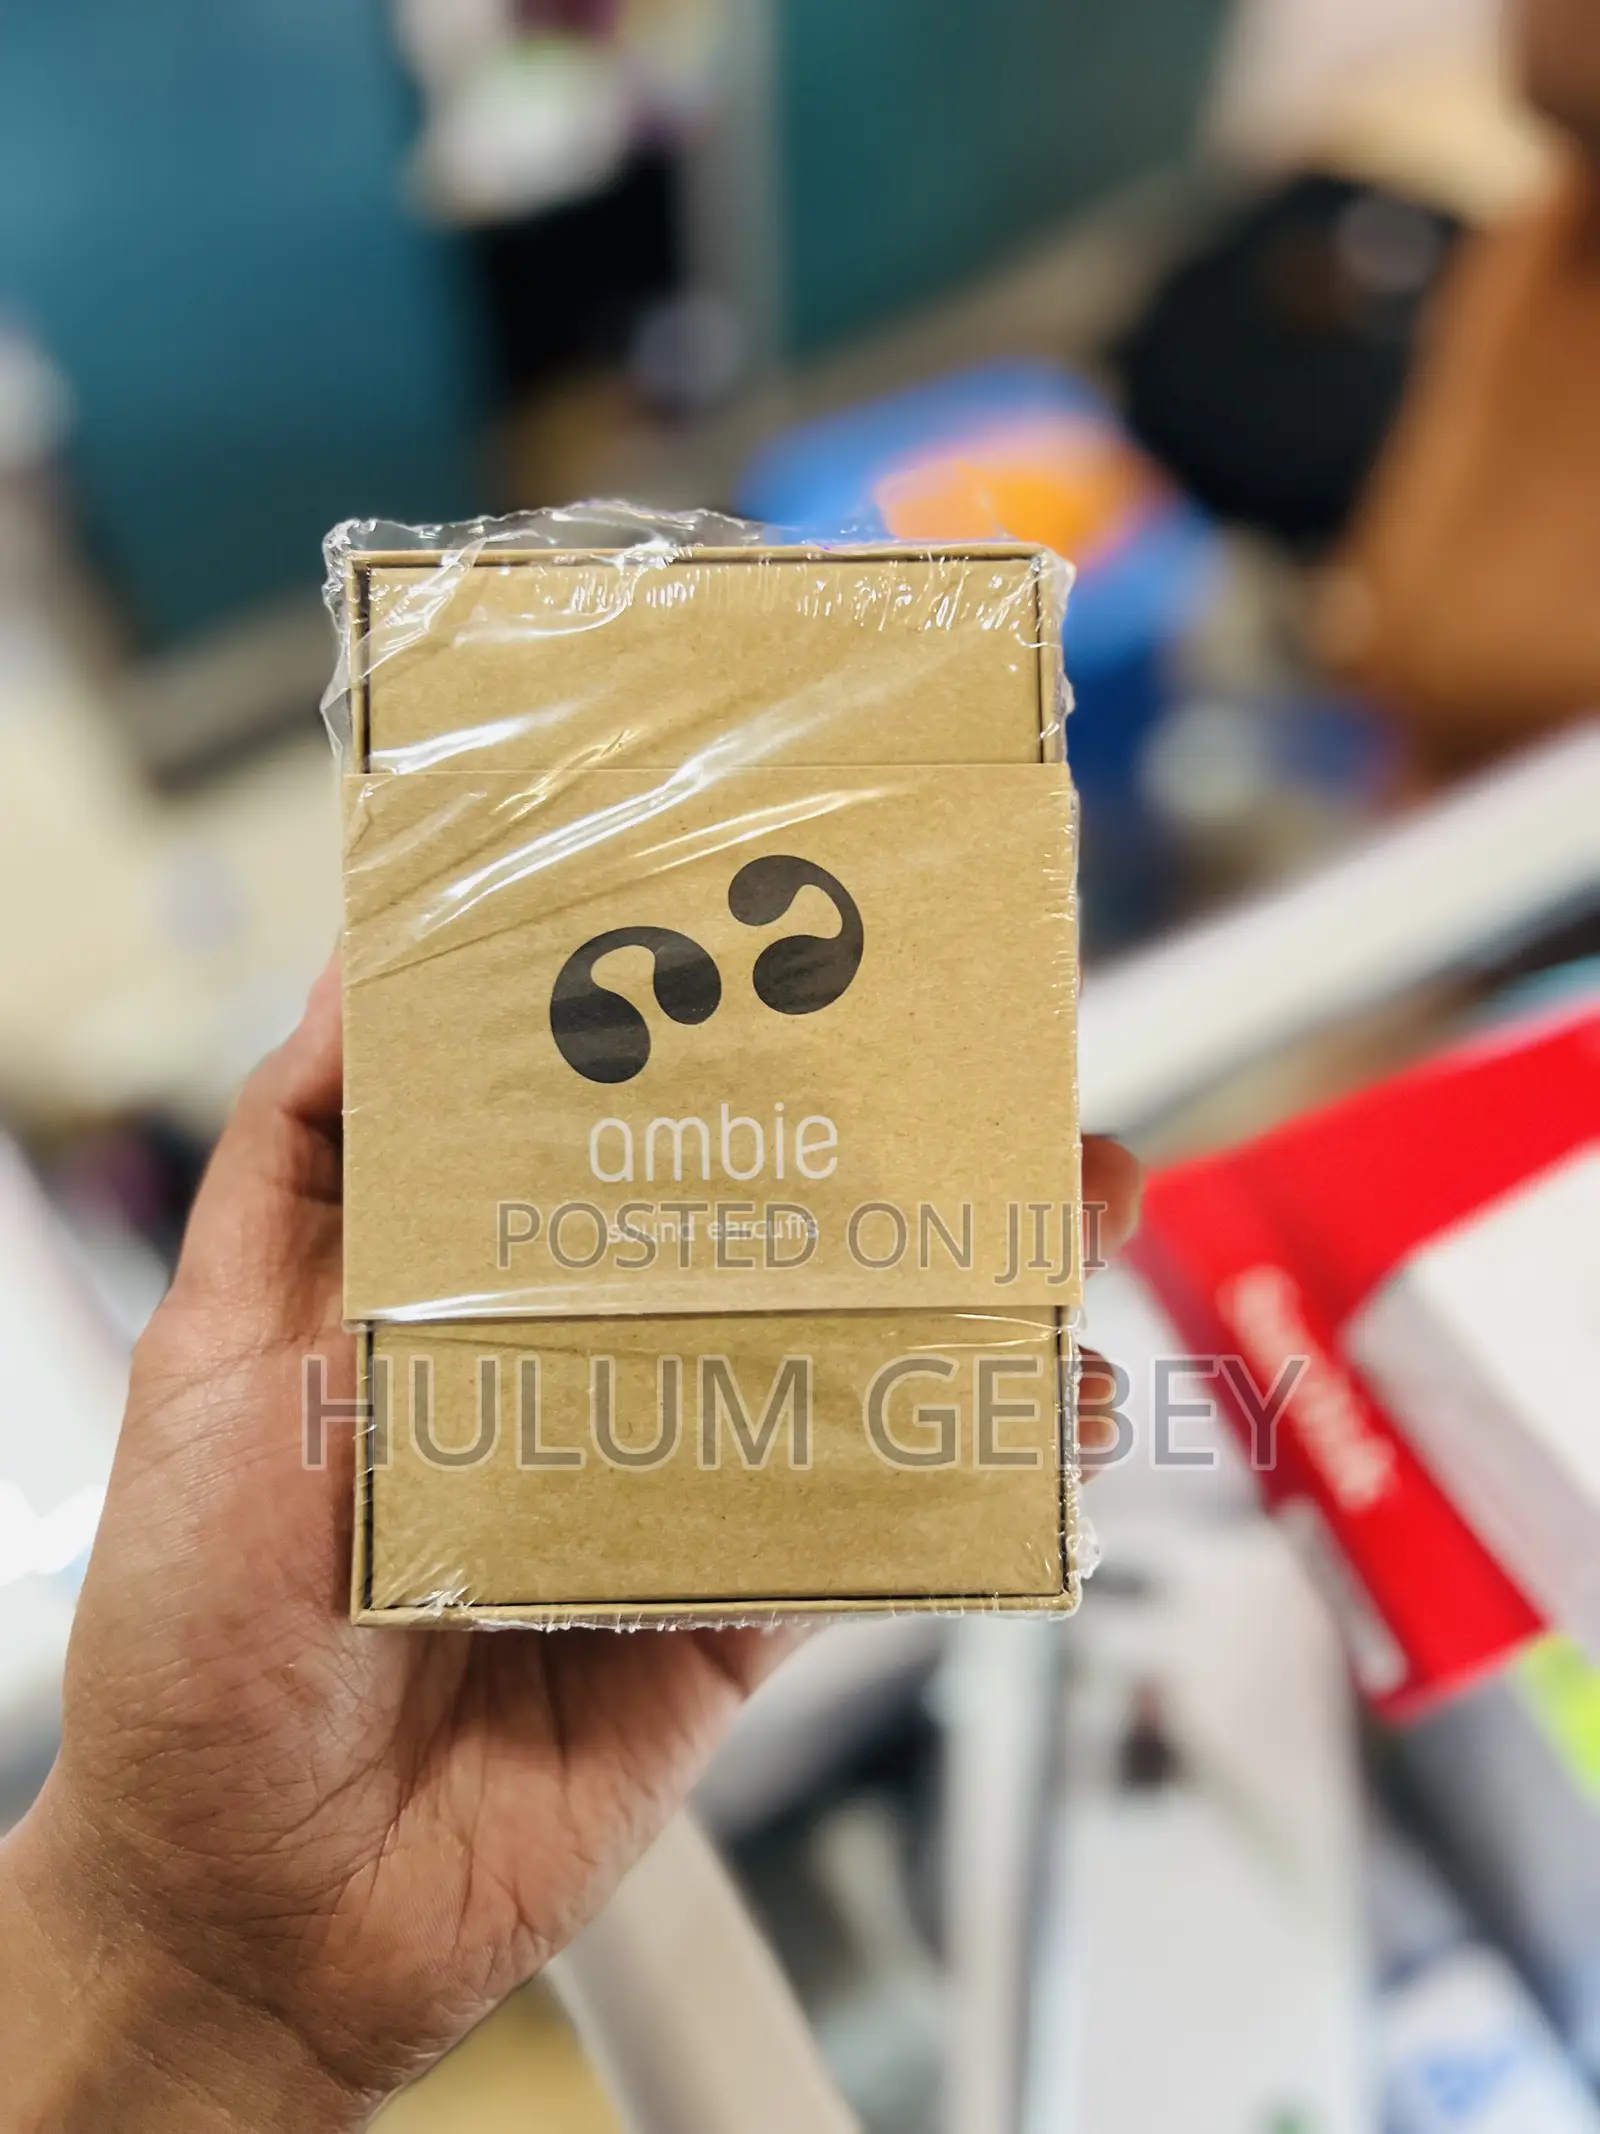 ambie
sound earcuffs
POSTED ON JIJI
HULUM GEBEY